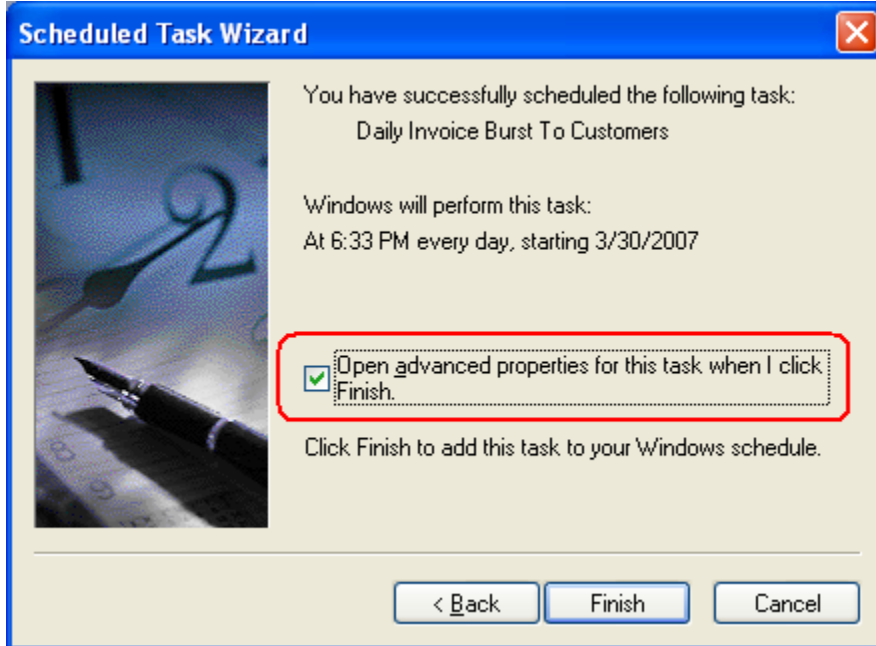 Scheduled Task Wizard
You have successfully scheduled the following task:
Daily Invoice Burst To Customers
Windows will perform this task:
At 6:33 PM every day, starting 3/30/2007
Open advanced properties for this task when I click
Finish.
Click Finish to add this task to your Windows schedule.
< Back
Finish
Cancel